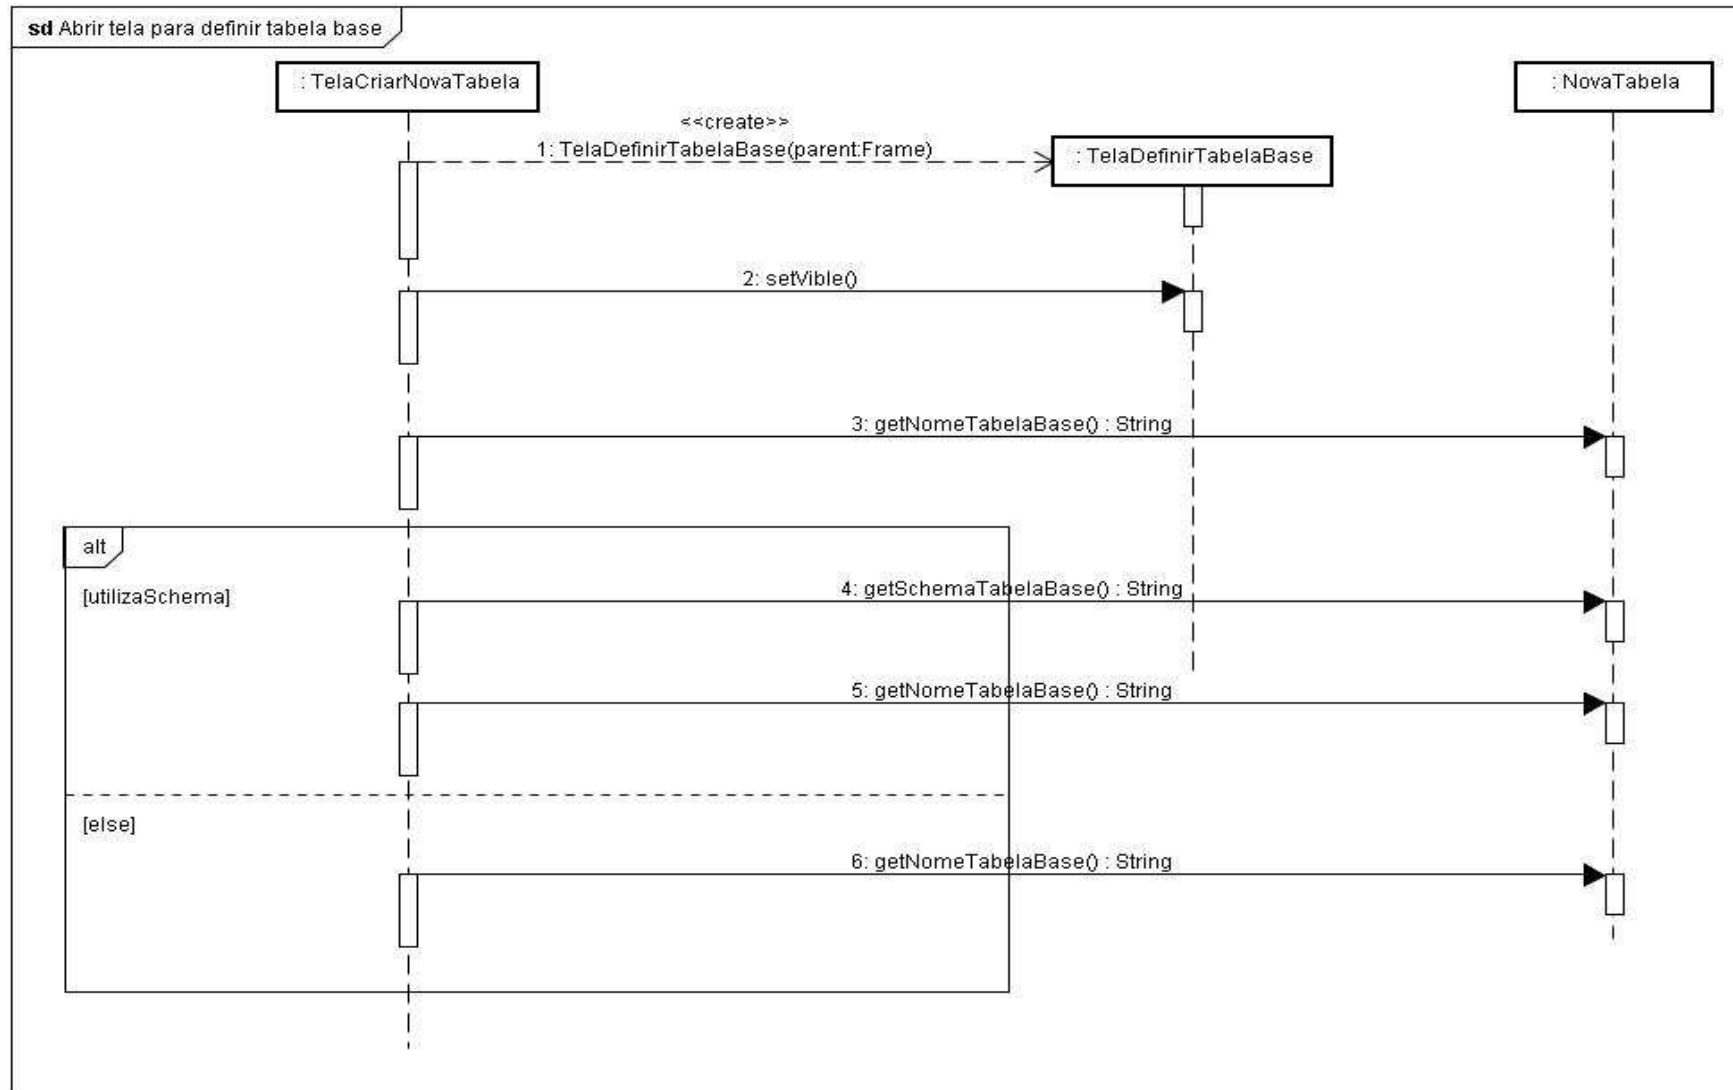 sd Abrir tela para definir tabela base
: TelaCriarNovaTabela
: NovaTabela
<<create>>
1: TelaDefinirTabelaBase(parent:Frame)
: TelaDefinirTabelaBase
2: setVible()
3: getNomeTabelaBase() : String
alt
[utilizaSchema]
4: getSchemaTabelaBase() : String
5: getNomeTabelaBase() : String
[else]
6: getNomeTabelaBase() : String